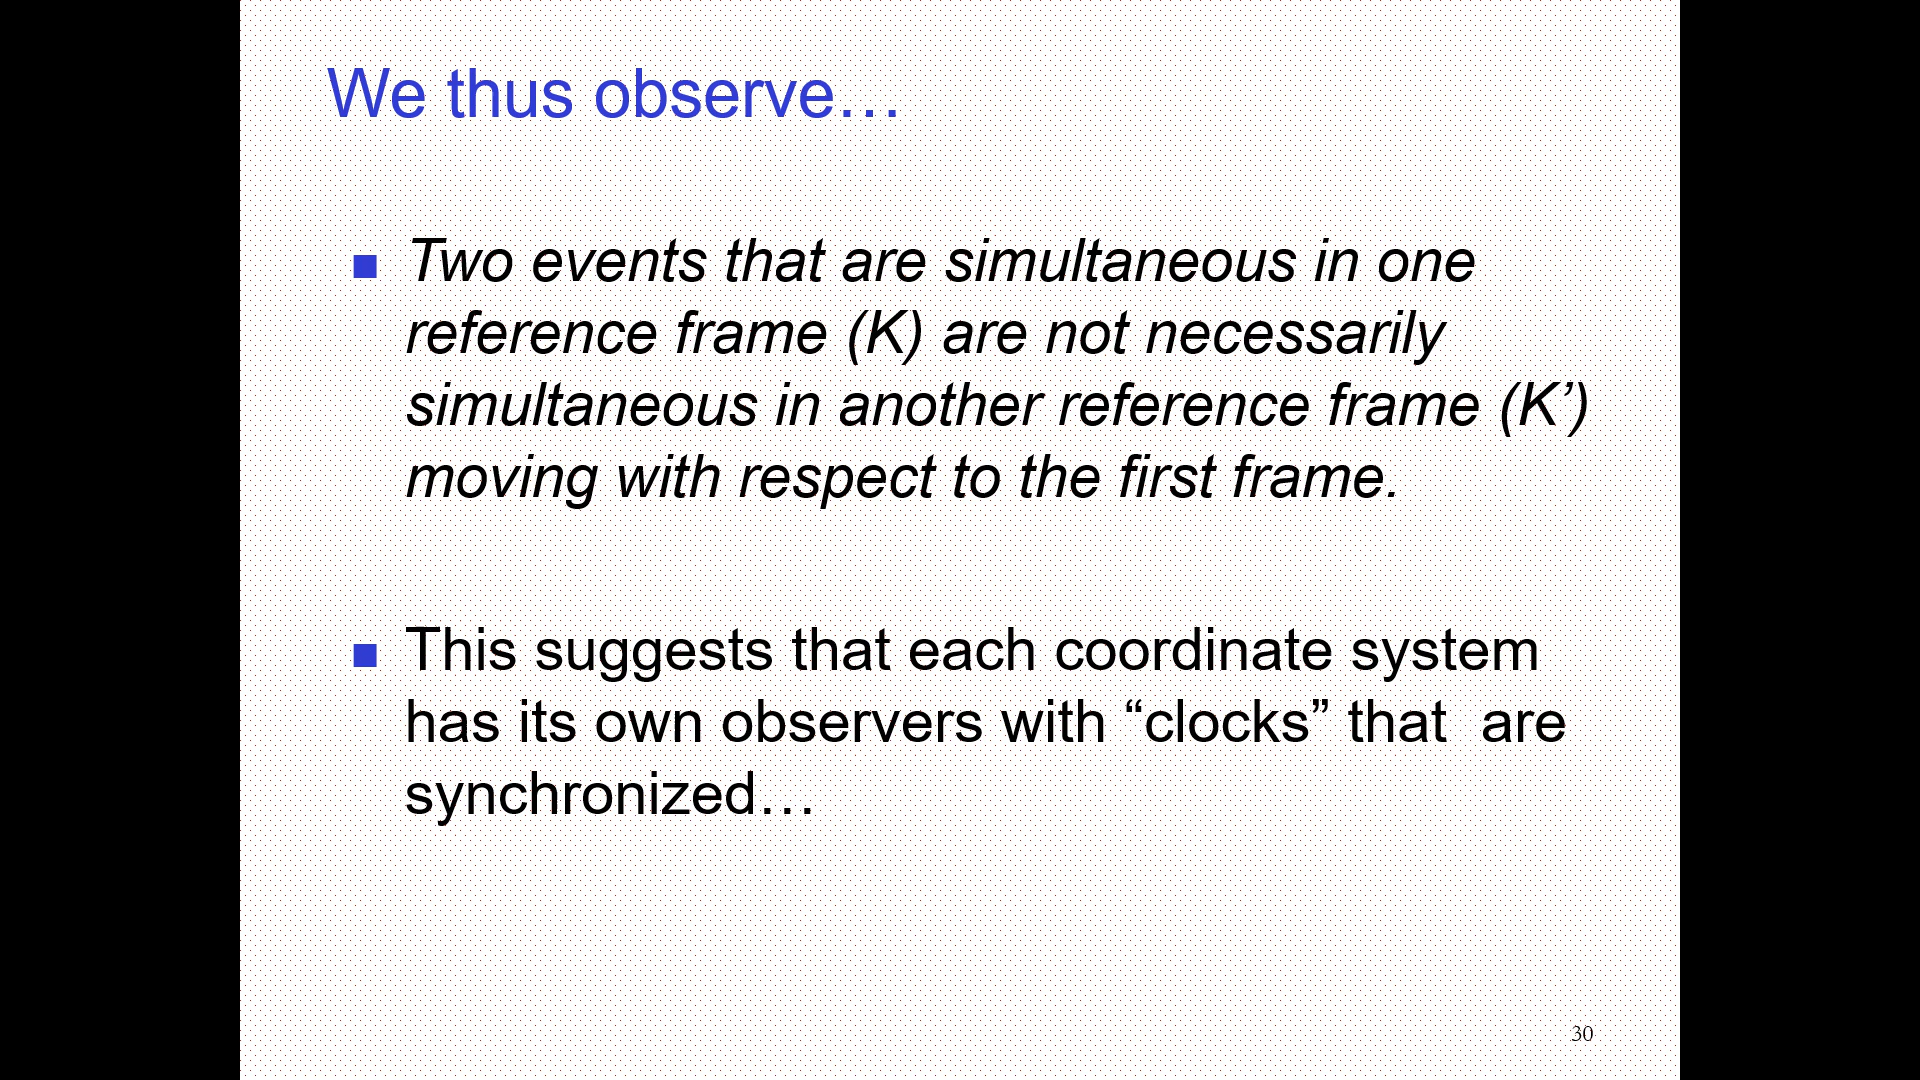 We thus observe…
Two events that are simultaneous in one
reference frame (K) are not necessarily
simultaneous in another reference frame (K’)
moving with respect to the first frame.
This suggests that each coordinate system
has its own observers with “clocks” that  are
synchronized…
30